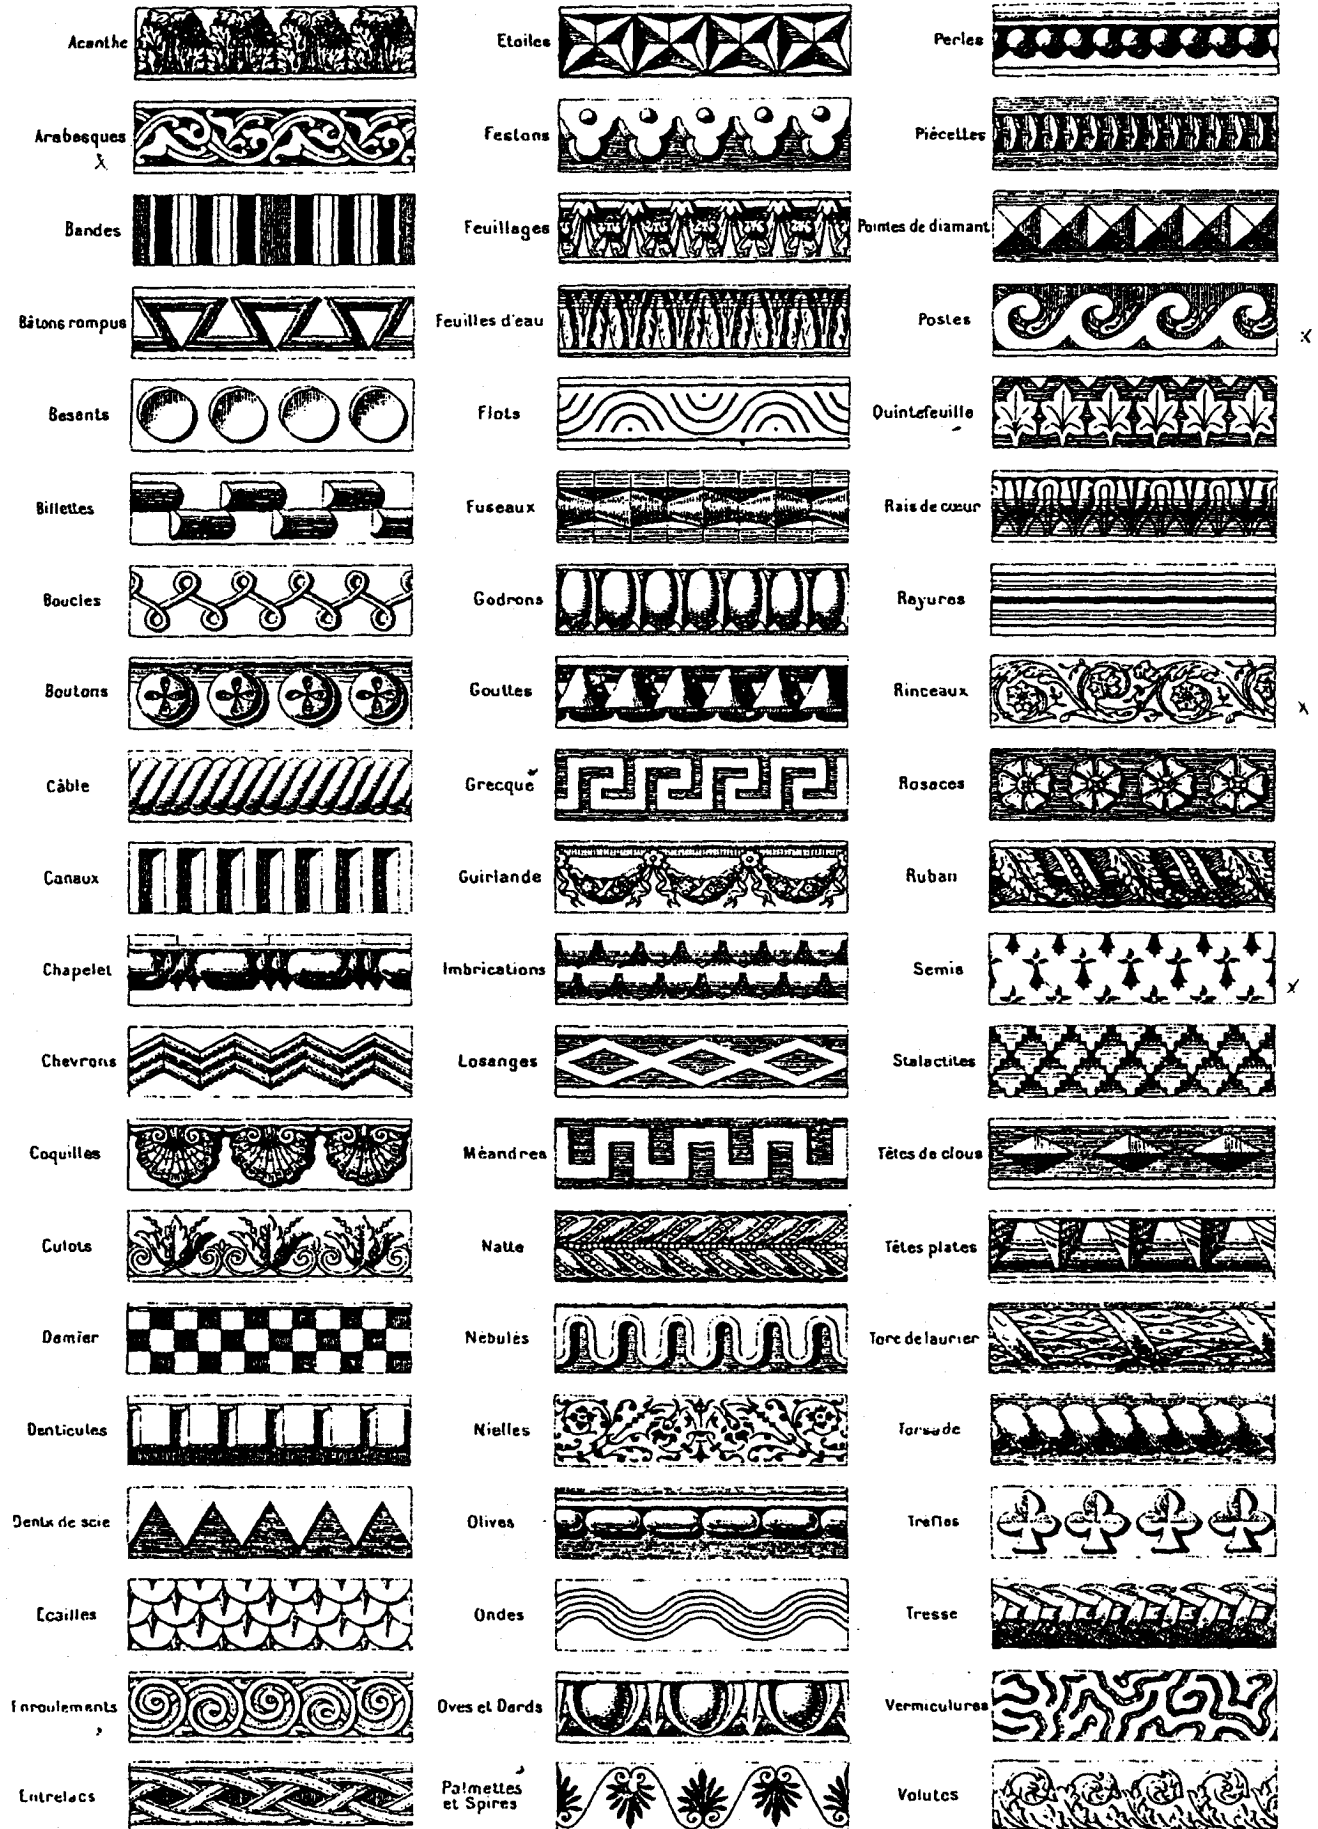 Acanthe
Arabesques
x
Bandes
Bâtons rompus
Besants
Billettes
Boucles
Boutons
Câble
Canaux
Chapelet
Chevrons
Coquilles
Culots
Damier
Denticules
Dents de scie
Ecailles
Enroulements
Entrelacs
Etoiles
Festons
Feuillages
Feuilles d'eau
Flots
Fuseaux
Godrons
Gouttes
Grecque
Guirlande
Imbrications
Losanges
Méandres
Natte
Nébulés
Nielles
Olives
Ondes
Oves et Dards
Palmettes
et Spires
Perles
Piécettes
Pointes de diamant
Postes
x
Quintefeuille
Rais de cœur
Rayures
Rinceaux
x
Rosaces
Ruban
Semis
x
Stalactites
Têtes de clous
Têtes plates
Tore de laurier
Torsade
Trèfles
Tresse
Vermiculures
Volutes